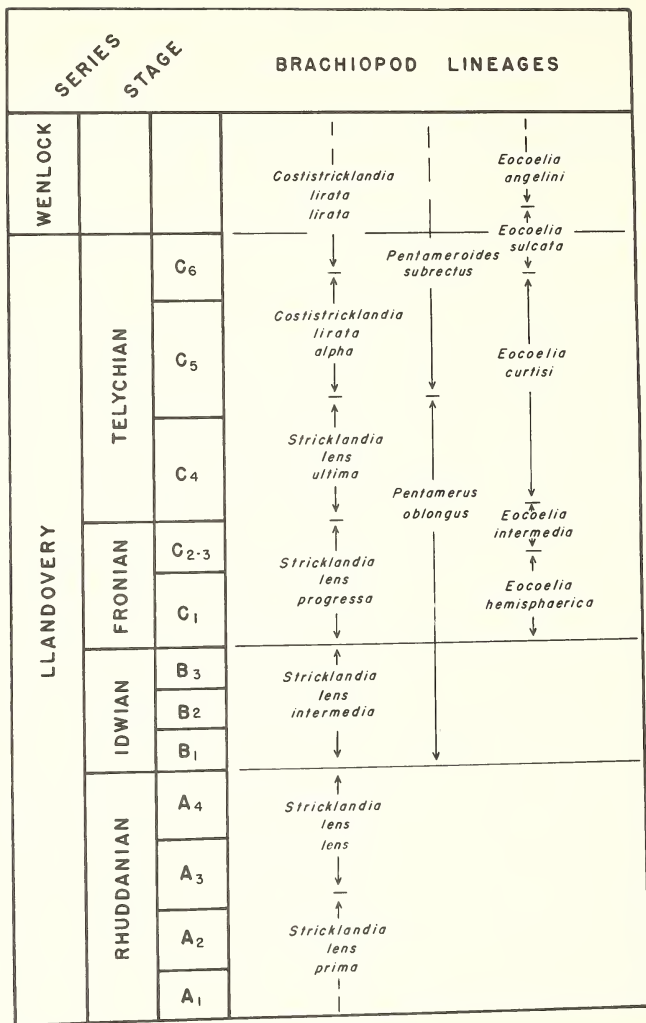 SERIES
STAGE
BRACHIOPOD LINEAGES
WENLOCK
LLANDOVERY
TELYCHIAN
FRONIAN
IDWIAN
RHUDDANIAN
C6
C5
C4
C2-3
C1
B3
B2
B1
A4
A3
A2
A1
Costistricklandia
lirata
lirata
Costistricklandia
lirata
alpha
Stricklandia
lens
ultima
Stricklandia
lens
progressa
Stricklandia
lens
intermedia
Stricklandia
lens
lens
Stricklandia
lens
prima
Pentameroides
subrectus
Pentamerus
oblongus
Eocoelia
angelini
Eocoelia
sulcata
Eocoelia
curtisi
Eocoelia
intermedia
Eocoelia
hemisphaerica